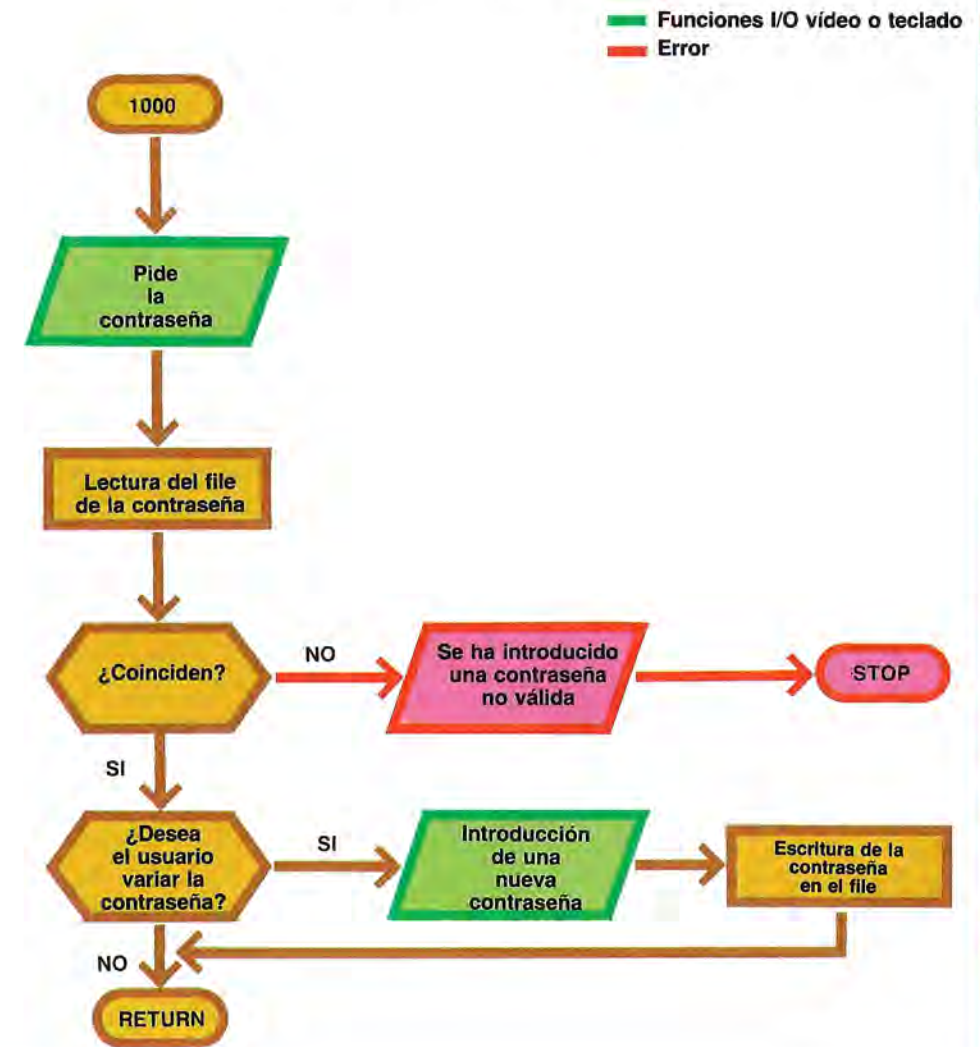 Funciones I/O vídeo o teclado
Error
1000
Pide
la
contraseña
Lectura del file
de la contraseña
¿Coinciden?
NO
Se ha introducido
una contraseña
no válida
STOP
SI
¿Desea
el usuario
variar la
contraseña?
SI
Introducción
de una
nueva
contraseña
Escritura de la
contraseña
en el file
NO
RETURN